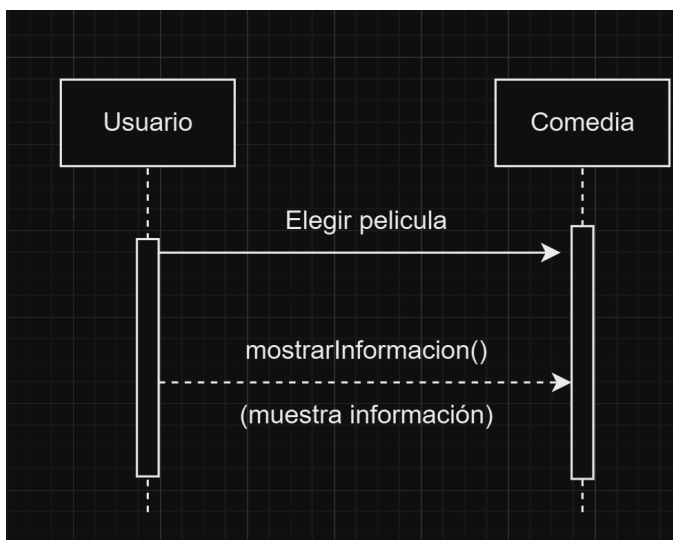 Usuario
Comedia
Elegir pelicula
mostrarInformacion()
(muestra información)